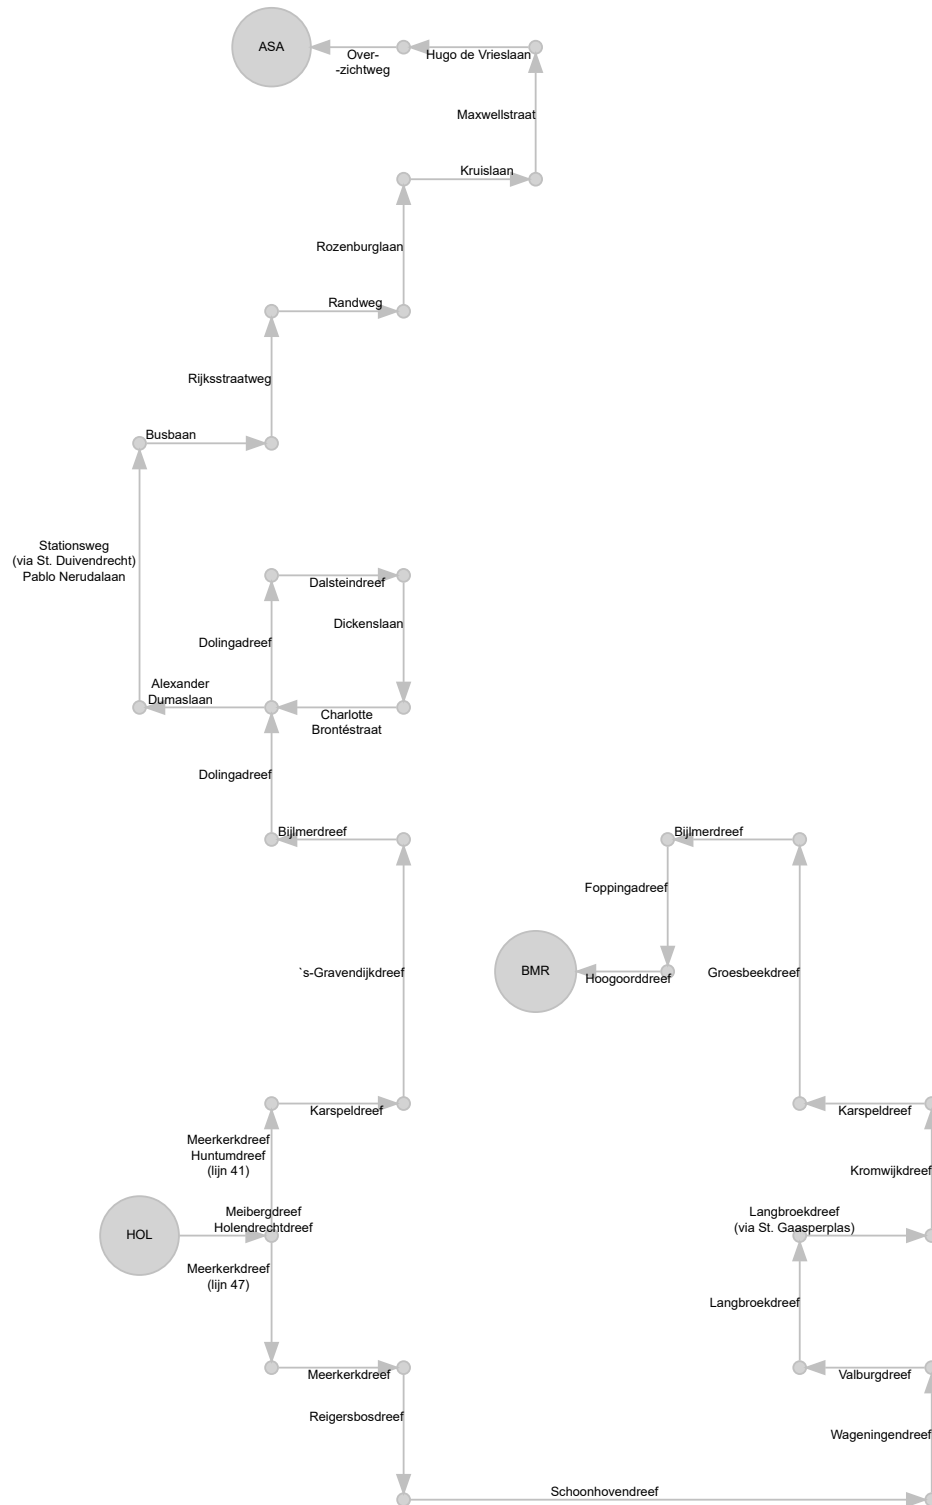 ASA
Over-
-zichtweg
Hugo de Vrieslaan
Maxwellstraat
Kruislaan
Rozenburglaan
Randweg
Rijksstraatweg
Busbaan
Stationsweg
(via St. Duivendrecht)
Pablo Nerudalaan
Dalsteindreef
Dickenslaan
Dolingadreef
Alexander
Dumaslaan
Charlotte
Brontéstraat
Dolingadreef
Bijlmerdreef
Bijlmerdreef
Foppingadreef
`s-Gravendijkdreef
BMR
Hoogoorddreef
Groesbeekdreef
Karspeldreef
Karspeldreef
Meerkerkdreef
Huntumdreef
(lijn 41)
Kromwijkdreef
HOL
Meibergdreef
Holendrechtdreef
Langbroekdreef
(via St. Gaasperplas)
Meerkerkdreef
(lijn 47)
Langbroekdreef
Meerkerkdreef
Valburgdreef
Reigersbosdreef
Wageningendreef
Schoonhovendreef